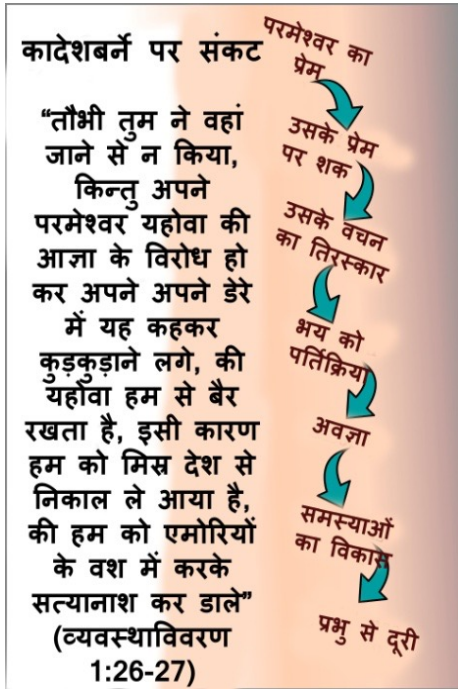 कादेशबर्ने पर संकट
“तौभी तुम ने वहां
जाने से न किया,
किन्तु अपने
परमेश्वर यहोवा की
आज्ञा के विरोध हो
कर अपने अपने डेरे
में यह कहकर
कुड़कुड़ाने लगे, की
यहोवा हम से बैर
रखता है, इसी कारण
हम को मिस्र देश से
निकाल ले आया है,
की हम को एमोरियों
के वश में करके
सत्यानाश कर डाले”
(व्यवस्थाविवरण
1:26-27)
परमेश्वर का
प्रेम
उसके प्रेम
पर शक
उसके वचन
का तिरस्कार
भय को
पर्तिक्रिया
अवज्ञा
समस्याओं
का विकास
प्रभु से दूरी